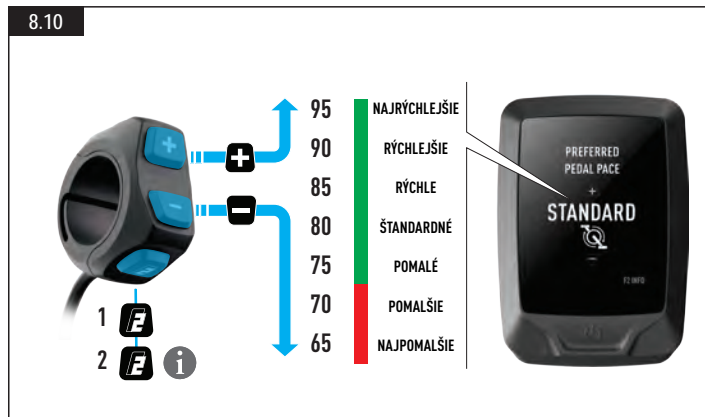 8.10
95 NAJRÝCHLEJŠIE
90 RÝCHLEJŠIE
85 RÝCHLE
80 ŠTANDARDNÉ
75 POMALÉ
70 POMALŠIE
65 NAJPOMALŠIE
+
+
-
-
1 F
2 F i
PREFERRED
PEDAL PACE
+
STANDARD
-
F2 INFO